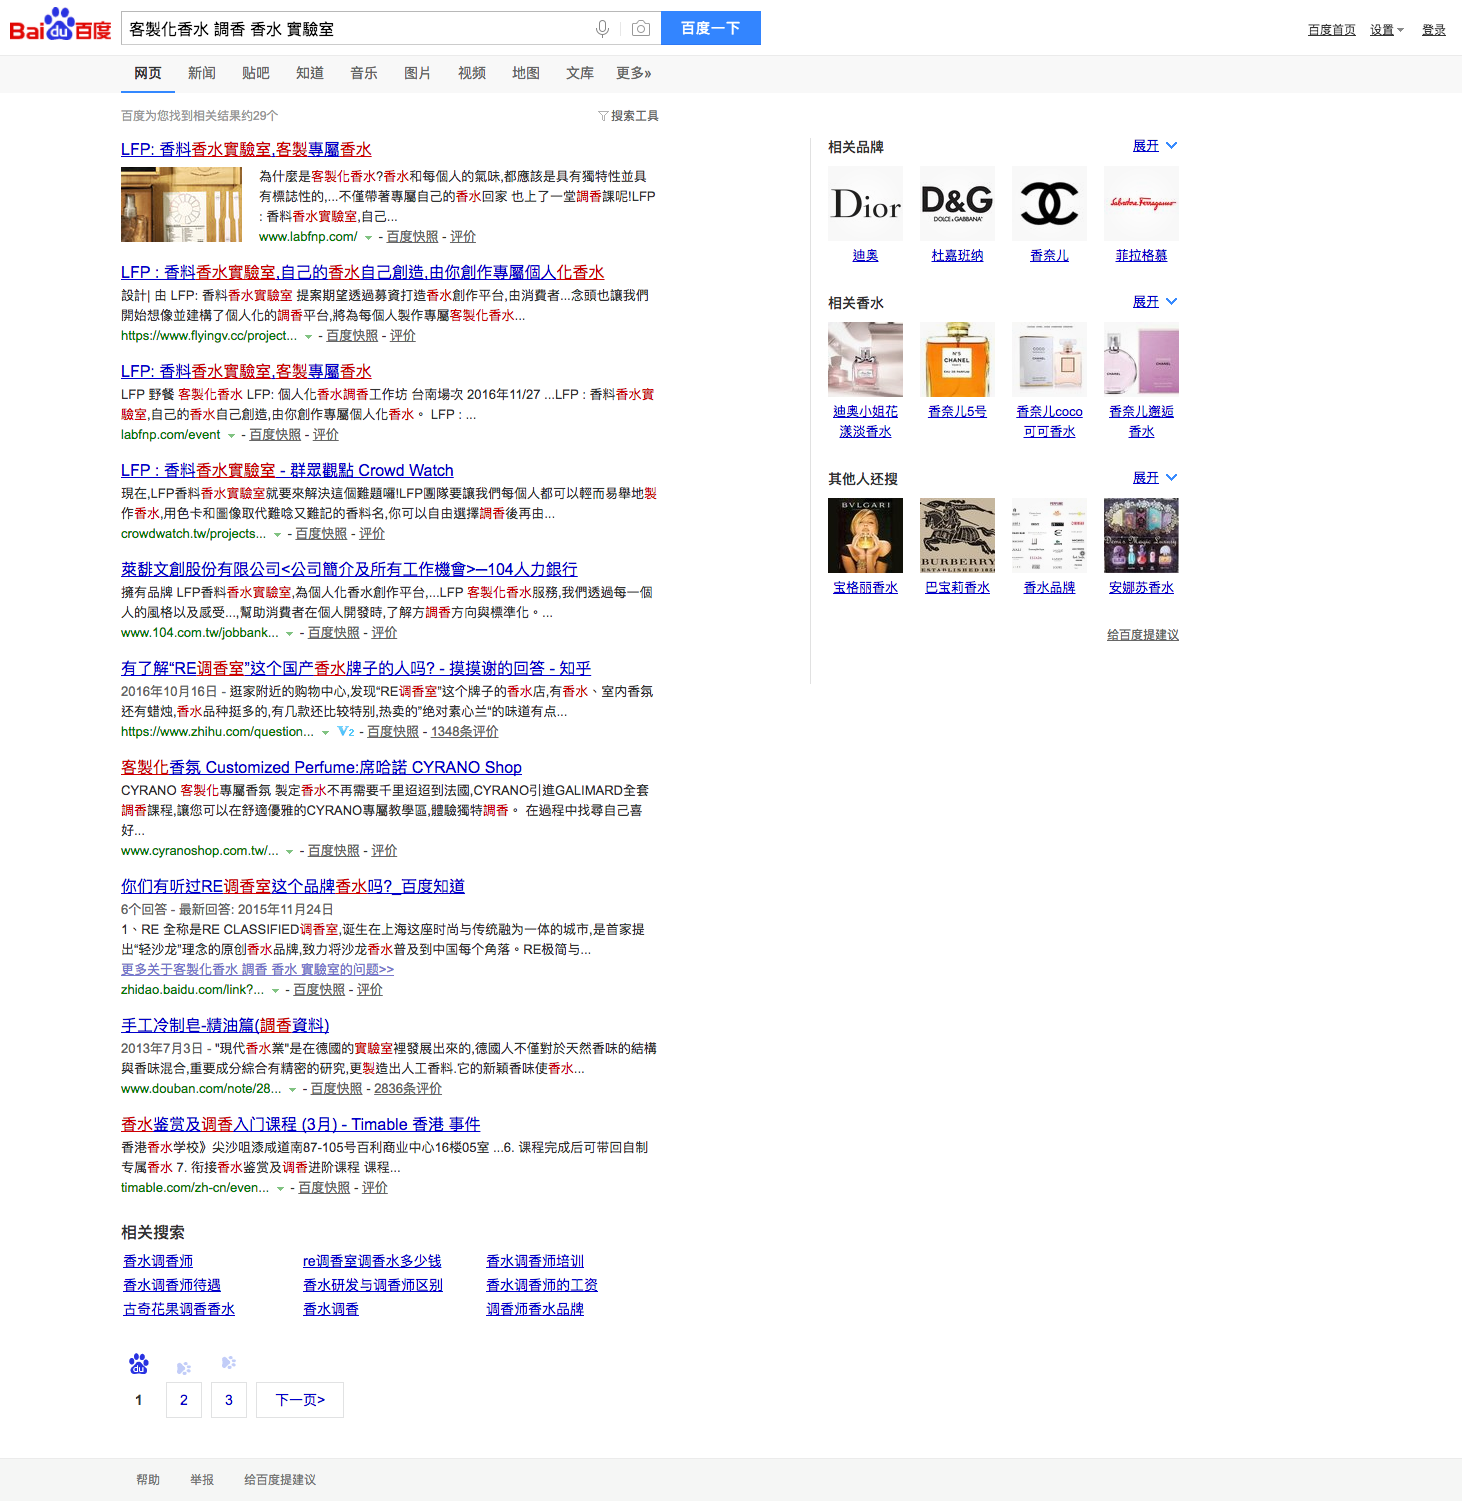 Bai du 百度
客製化香水 調香 香水 實驗室
百度一下
百度首页 设置 登录
网页 新闻 贴吧 知道 音乐 图片 视频 地图 文库 更多»
百度为您找到相关结果约29个
搜索工具
LFP: 香料香水實驗室,客製專屬香水
為什麼是客製化香水?香水和每個人的氣味,都應該是具有獨特性並具
有標誌性的,...不僅帶著專屬自己的香水回家 也上了一堂調香課呢!LFP
: 香料香水實驗室,自己...
www.labfnp.com/ - 百度快照 - 评价
LFP : 香料香水實驗室,自己的香水自己創造,由你創作專屬個人化香水
設計| 由 LFP: 香料香水實驗室 提案期望透過募資打造香水創作平台,由消費者...念頭也讓我們
開始想像並建構了個人化的調香平台,將為每個人製作專屬客製化香水...
https://www.flyingv.cc/project... - 百度快照 - 评价
LFP: 香料香水實驗室,客製專屬香水
LFP 野餐 客製化香水 LFP: 個人化香水調香工作坊 台南場次 2016年11/27 ...LFP : 香料香水實
驗室,自己的香水自己創造,由你創作專屬個人化香水。 LFP : ...
labfnp.com/event - 百度快照 - 评价
LFP : 香料香水實驗室 - 群眾觀點 Crowd Watch
現在,LFP香料香水實驗室就要來解決這個難題囉!LFP團隊要讓我們每個人都可以輕而易舉地製
作香水,用色卡和圖像取代難唸又難記的香料名,你可以自由選擇調香後再由...
crowdwatch.tw/projects... - 百度快照 - 评价
萊馡文創股份有限公司<公司簡介及所有工作機會>─104人力銀行
擁有品牌 LFP香料香水實驗室,為個人化香水創作平台,...LFP 客製化香水服務,我們透過每一個
人的風格以及感受...,幫助消費者在個人開發時,了解方調香方向與標準化。...
www.104.com.tw/jobbank... - 百度快照 - 评价
有了解“RE调香室”这个国产香水牌子的人吗? - 摸摸谢的回答 - 知乎
2016年10月16日 - 逛家附近的购物中心,发现“RE调香室”这个牌子的香水店,有香水、室内香氛
还有蜡烛,香水品种挺多的,有几款还比较特别,热卖的”绝对素心兰“的味道有点...
https://www.zhihu.com/question... V2 - 百度快照 - 1348条评价
客製化香氛 Customized Perfume:席哈諾 CYRANO Shop
CYRANO 客製化專屬香氛 製定香水不再需要千里迢迢到法國,CYRANO引進GALIMARD全套
調香課程,讓您可以在舒適優雅的CYRANO專屬教學區,體驗獨特調香。 在過程中找尋自己喜
好...
www.cyranoshop.com.tw/... - 百度快照 - 评价
你们有听过RE调香室这个品牌香水吗?_百度知道
6个回答 - 最新回答: 2015年11月24日
1、RE 全称是RE CLASSIFIED调香室,诞生在上海这座时尚与传统融为一体的城市,是首家提
出“轻沙龙”理念的原创香水品牌,致力将沙龙香水普及到中国每个角落。RE极简与...
更多关于客製化香水 調香 香水 實驗室的问题>>
zhidao.baidu.com/link?... - 百度快照 - 评价
手工冷制皂-精油篇(調香資料)
2013年7月3日 - "現代香水業"是在德國的實驗室裡發展出來的,德國人不僅對於天然香味的結構
與香味混合,重要成分綜合有精密的研究,更製造出人工香料.它的新穎香味使香水...
www.douban.com/note/28... - 百度快照 - 2836条评价
香水鉴赏及调香入门课程 (3月) - Timable 香港 事件
香港香水学校》尖沙咀漆咸道南87-105号百利商业中心16楼05室 ...6. 课程完成后可带回自制
专属香水 7. 衔接香水鉴赏及调香进阶课程 课程...
timable.com/zh-cn/even... - 百度快照 - 评价
相关搜索
香水调香师 re调香室调香水多少钱 香水调香师培训
香水调香师待遇 香水研发与调香师区别 香水调香师的工资
古奇花果调香香水 香水调香 调香师香水品牌
du
1 2 3 下一页>
相关品牌 展开
Dior D&G DOLCE & GABBANA Salvatore Ferragamo
迪奥 杜嘉班纳 香奈儿 菲拉格慕
相关香水 展开
N°5 CHANEL COCO CHANEL
迪奥小姐花 香奈儿5号 香奈儿coco 香奈儿邂逅
漾淡香水 可可香水 香水
其他人还搜 展开
BVLGARI BURBERRY ESTABLISHED
宝格丽香水 巴宝莉香水 香水品牌 安娜苏香水
给百度提建议
帮助 举报 给百度提建议